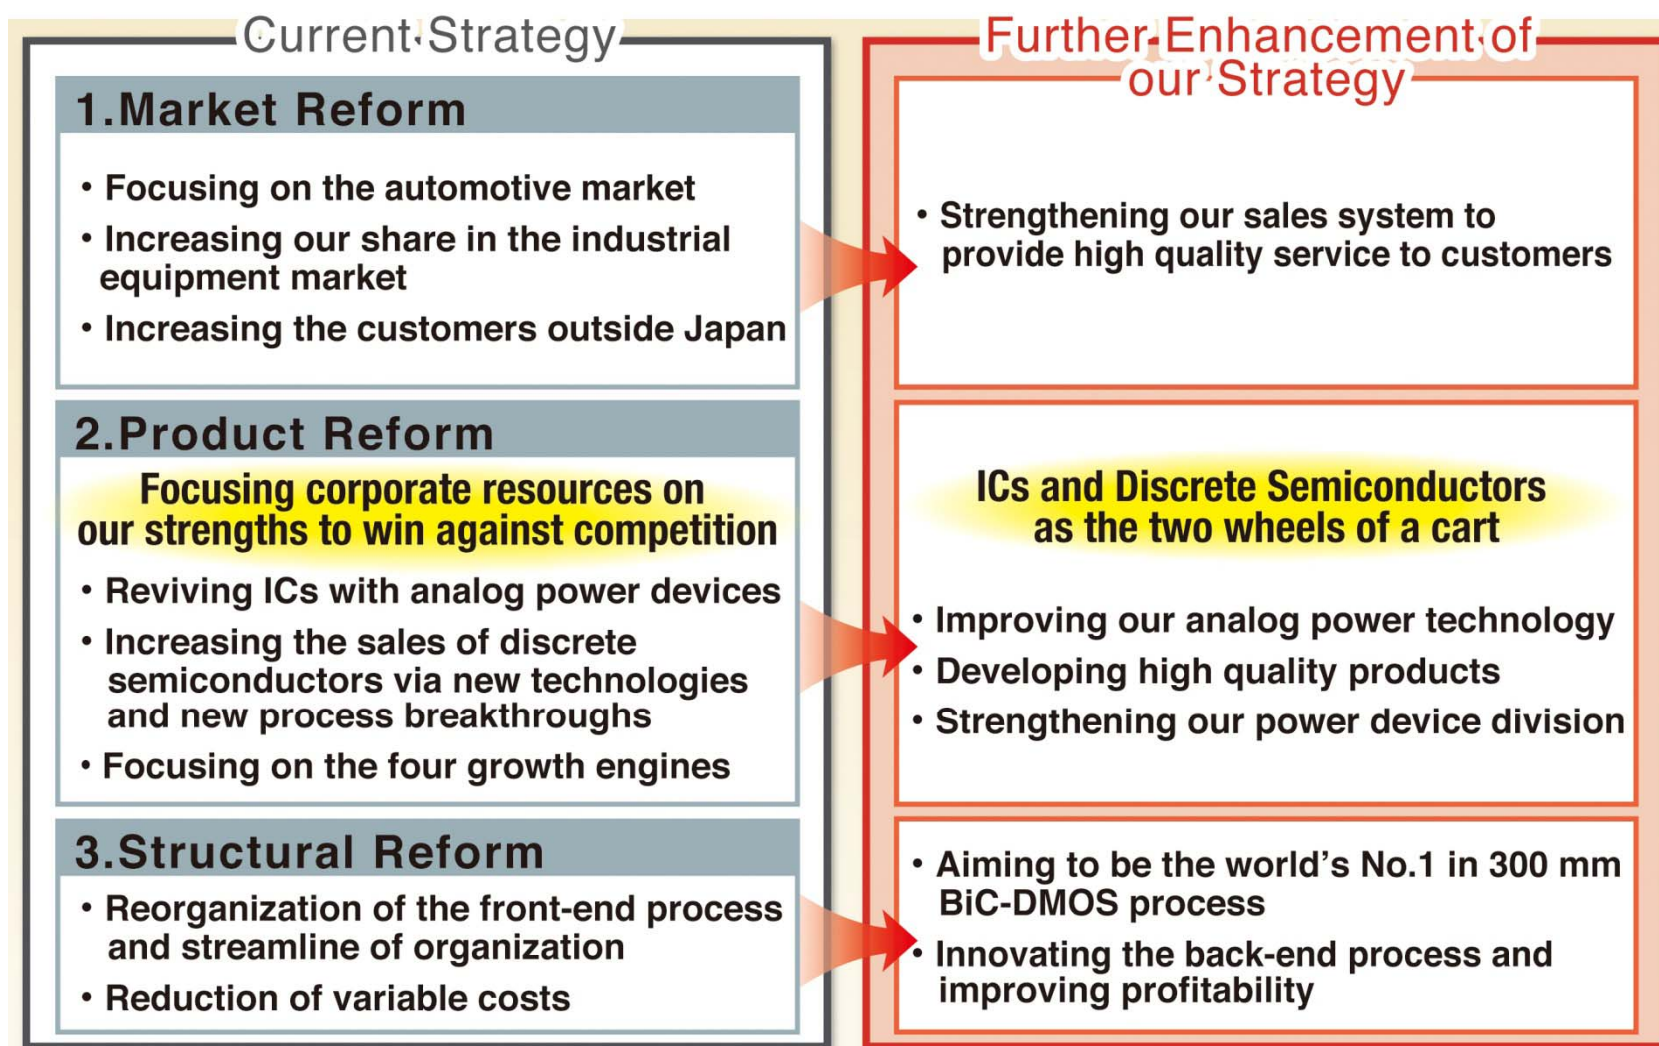 Current Strategy
1.Market Reform
• Focusing on the automotive market
• Increasing our share in the industrial
equipment market
• Increasing the customers outside Japan
2.Product Reform
Focusing corporate resources on
our strengths to win against competition
• Reviving ICs with analog power devices
• Increasing the sales of discrete
semiconductors via new technologies
and new process breakthroughs
• Focusing on the four growth engines
3.Structural Reform
• Reorganization of the front-end process
and streamline of organization
• Reduction of variable costs
Further Enhancement of
our Strategy
• Strengthening our sales system to
provide high quality service to customers
ICs and Discrete Semiconductors
as the two wheels of a cart
• Improving our analog power technology
• Developing high quality products
• Strengthening our power device division
• Aiming to be the world's No.1 in 300 mm
BiC-DMOS process
• Innovating the back-end process and
improving profitability